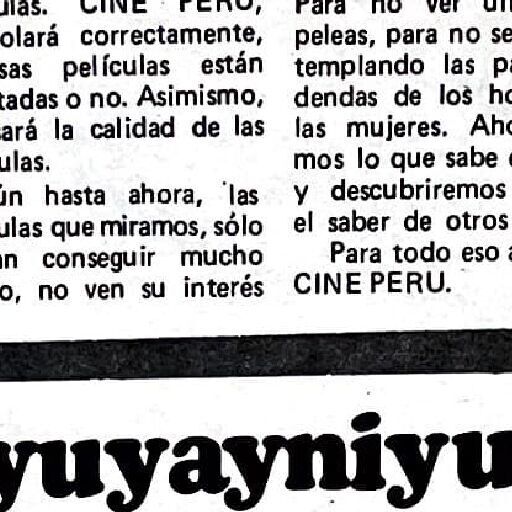 ulas. CINE PERU,
olará correctamente,
sas películas están
tadas o no. Asimismo,
ará la calidad de las
ulas.
ún hasta ahora, las
ulas que miramos, sólo
an conseguir mucho
o, no ven su interés
Para no ver un
peleas, para no se
templando las pa
dendas de los ho
las mujeres. Aho
mos lo que sabe
y descubriremos
el saber de otros
Para todo eso a
CINE PERU.
yuyayniyu